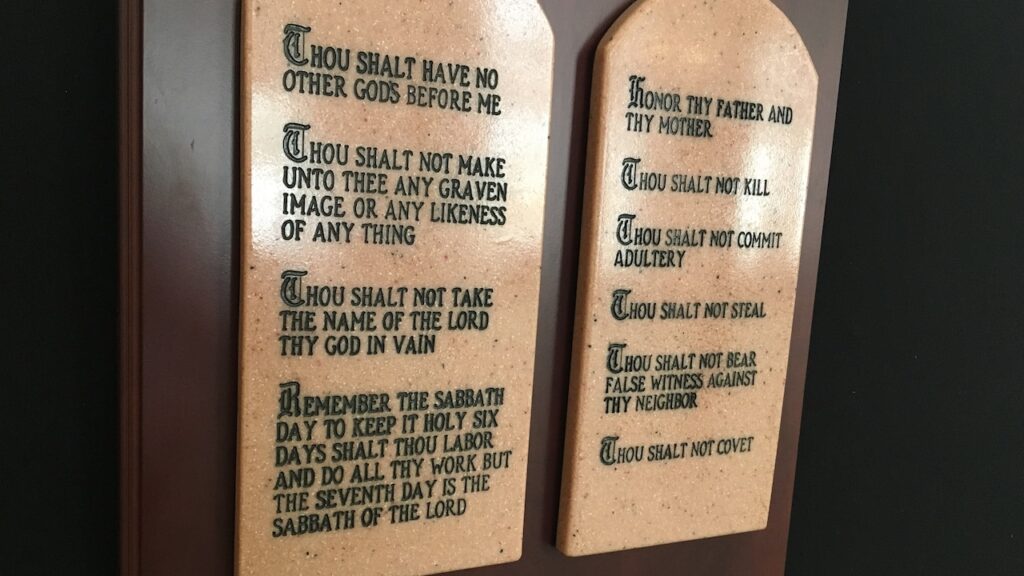 THOU SHALT HAVE NO
OTHER GODS BEFORE ME
THOU SHALT NOT MAKE
UNTO THEE ANY GRAVEN
IMAGE OR ANY LIKENESS
OF ANY THING
THOU SHALT NOT TAKE
THE NAME OF THE LORD
THY GOD IN VAIN
REMEMBER THE SABBATH
DAY TO KEEP IT HOLY SIX
DAYS SHALT THOU LABOR
AND DO ALL THY WORK BUT
THE SEVENTH DAY IS THE
SABBATH OF THE LORD
HONOR THY FATHER AND
THY MOTHER
THOU SHALT NOT KILL
THOU SHALT NOT COMMIT
ADULTERY
THOU SHALT NOT STEAL
THOU SHALT NOT BEAR
FALSE WITNESS AGAINST
THY NEIGHBOR
THOU SHALT NOT COVET